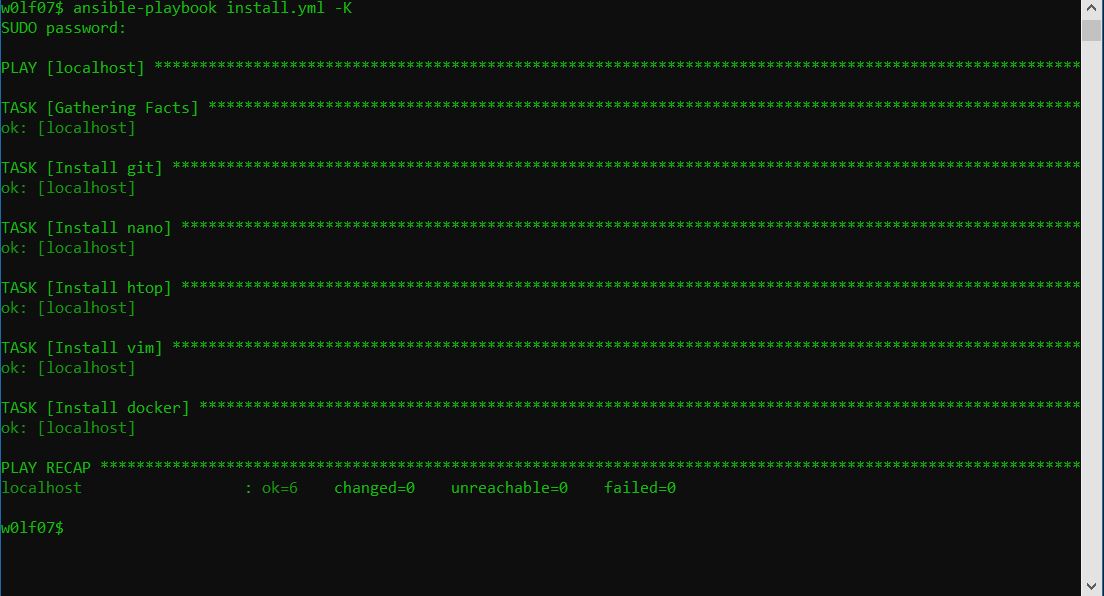 w0lf07$ ansible-playbook install.yml -K
SUDO password:
PLAY [localhost] *******************************************************************************************************
TASK [Gathering Facts] *************************************************************************************************
ok: [localhost]
TASK [Install git] *****************************************************************************************************
ok: [localhost]
TASK [Install nano] ****************************************************************************************************
ok: [localhost]
TASK [Install htop] ****************************************************************************************************
ok: [localhost]
TASK [Install vim] *****************************************************************************************************
ok: [localhost]
TASK [Install docker] **************************************************************************************************
ok: [localhost]
PLAY RECAP *************************************************************************************************************
localhost                  : ok=6    changed=0    unreachable=0    failed=0
w0lf07$